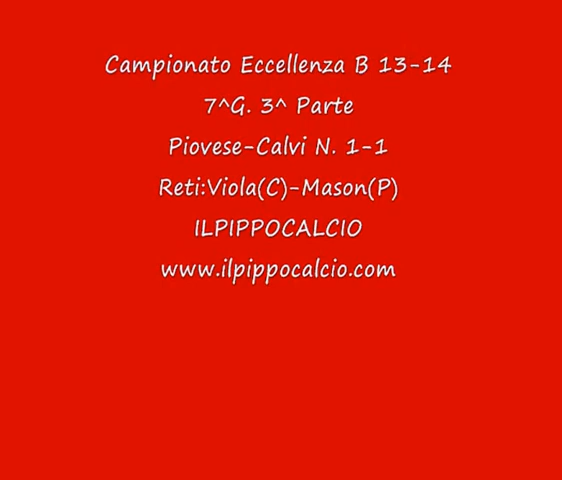 Campionato Eccellenza B 13-14
7^G. 3^ Parte
Piovese-Calvi N. 1-1
Reti:Viola(C)-Mason(P)
ILPIPPOCALCIO
www.ilpippocalcio.com